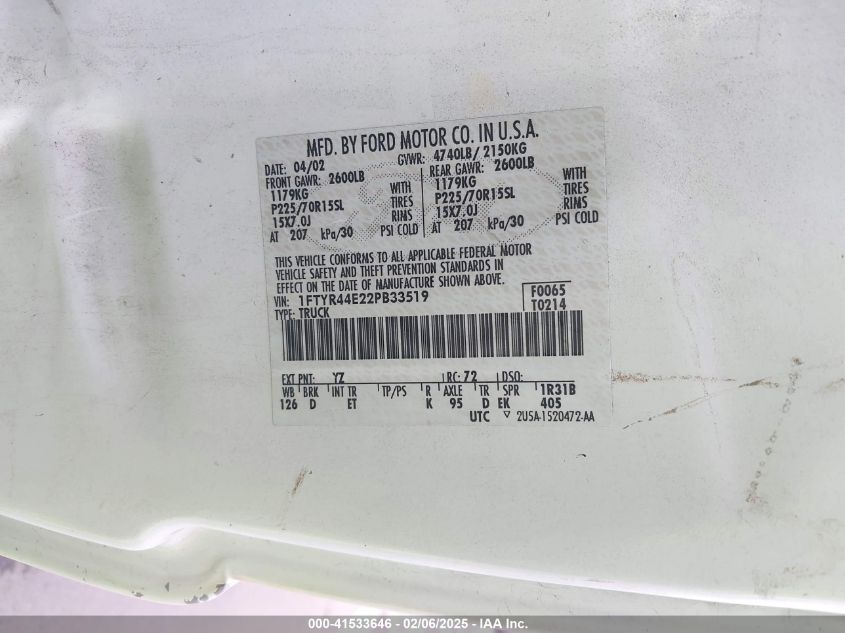 MFD. BY FORD MOTOR CO. IN U.S.A.
DATE: 04/02 GVWR: 4740LB/ 2150KG
FRONT GAWR: 2600LB REAR GAWR: 2600LB
1179KG WITH 1179KG WITH
P225/70R15SL TIRES P225/70R15SL TIRES
15X7.0J RINS 15X7.0J RINS
AT 207 kPa/30 PSI COLD AT 207 kPa/30 PSI COLD
THIS VEHICLE CONFORMS TO ALL APPLICABLE FEDERAL MOTOR
VEHICLE SAFETY AND THEFT PREVENTION STANDARDS IN
EFFECT ON THE DATE OF MANUFACTURE SHOWN ABOVE.
VIN: 1FTYR44E22PB33519 F0065
TYPE: TRUCK T0214
EXT PNT: YZ RC: 72 DSO:
WB BRK INT TR TP/PS R AXLE TR SPR 1R31B
126 D ET K 95 D EK 405
UTC 2U5A-1520472-AA
000-41533646 — 02/06/2025 — IAA Inc.